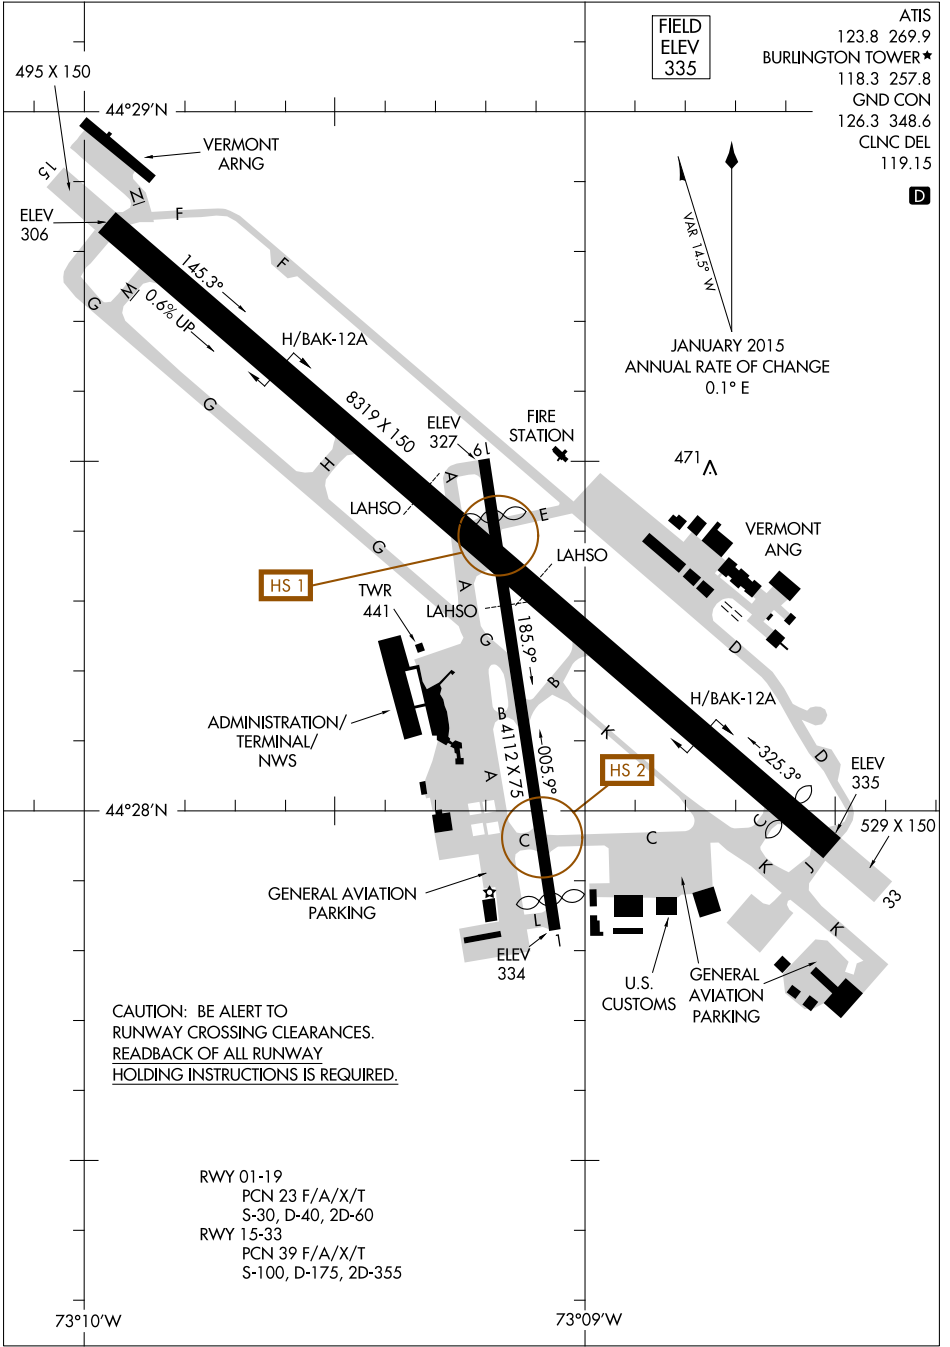 FIELD
ELEV
335
ATIS
123.8 269.9
BURLINGTON TOWER★
118.3 257.8
GND CON
126.3 348.6
CLNC DEL
119.15
D
495 X 150
44°29'N
VERMONT
ARNG
15
N
F
ELEV
306
F
145.3°
G
M
0.6% UP
H/BAK-12A
VAR 14.5° W
JANUARY 2015
ANNUAL RATE OF CHANGE
0.1° E
8319 X 150
G
ELEV
327
19
FIRE
STATION
471
H
A
LAHSO
E
VERMONT
ANG
G
LAHSO
HS 1
A
TWR
441
LAHSO
185.9°
G
D
B
H/BAK-12A
ADMINISTRATION/
TERMINAL/
NWS
B
4112 X 75
005.9°
K
325.3°
D
HS 2
A
ELEV
335
44°28'N
C
529 X 150
C
C
K
J
33
GENERAL AVIATION
PARKING
L
1
K
ELEV
334
U.S.
CUSTOMS
GENERAL
AVIATION
PARKING
CAUTION: BE ALERT TO
RUNWAY CROSSING CLEARANCES.
READBACK OF ALL RUNWAY
HOLDING INSTRUCTIONS IS REQUIRED.
RWY 01-19
PCN 23 F/A/X/T
S-30, D-40, 2D-60
RWY 15-33
PCN 39 F/A/X/T
S-100, D-175, 2D-355
73°10'W
73°09'W